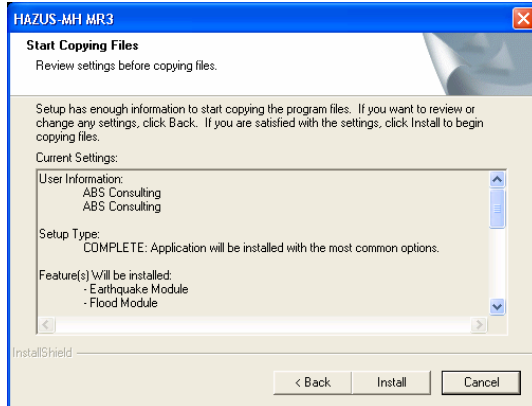 HAZUS-MH MR3
Start Copying Files
Review settings before copying files.
Setup has enough information to start copying the program files. If you want to review or
change any settings, click Back. If you are satisfied with the settings, click Install to begin
copying files.
Current Settings:
User Information:
ABS Consulting
ABS Consulting
Setup Type:
COMPLETE: Application will be installed with the most common options.
Feature(s) Will be installed:
- Earthquake Module
- Flood Module
InstallShield
< Back
Install
Cancel